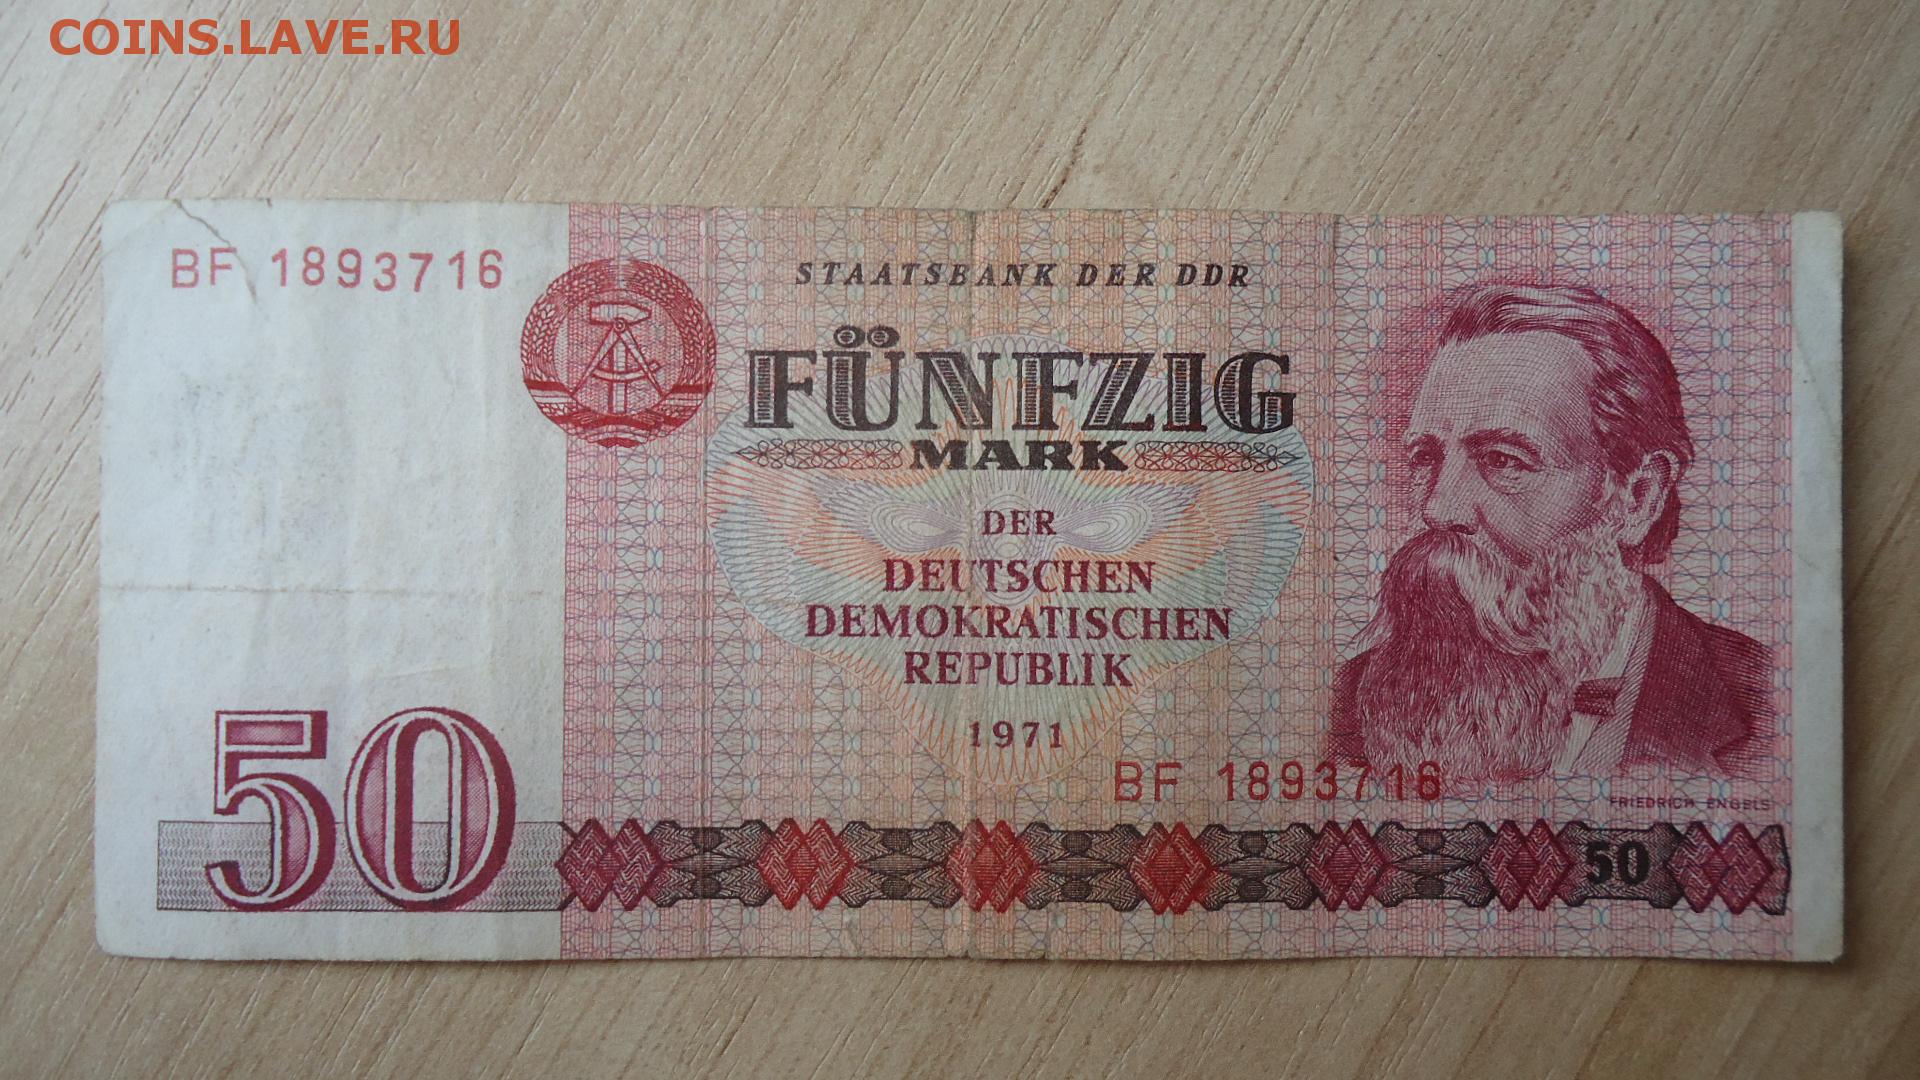 COINS.LAVE.RU
BF 1893716
STAATSBANK DER DDR
FÜNFZIG
MARK
DER
DEUTSCHEN
DEMOKRATISCHEN
REPUBLIK
1971
BF 1893716
FRIEDRICH ENGELS
50
50